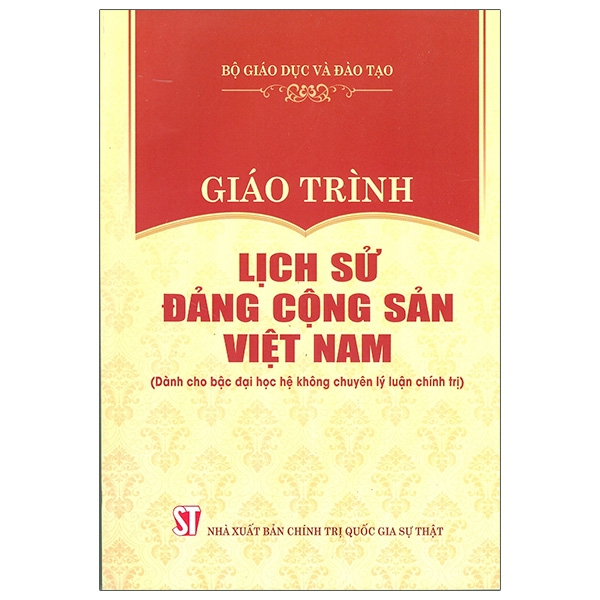 BỘ GIÁO DỤC VÀ ĐÀO TẠO
GIÁO TRÌNH
LỊCH SỬ
ĐẢNG CỘNG SẢN
VIỆT NAM
(Dành cho bậc đại học hệ không chuyên lý luận chính trị)
ST NHÀ XUẤT BẢN CHÍNH TRỊ QUỐC GIA SỰ THẬT